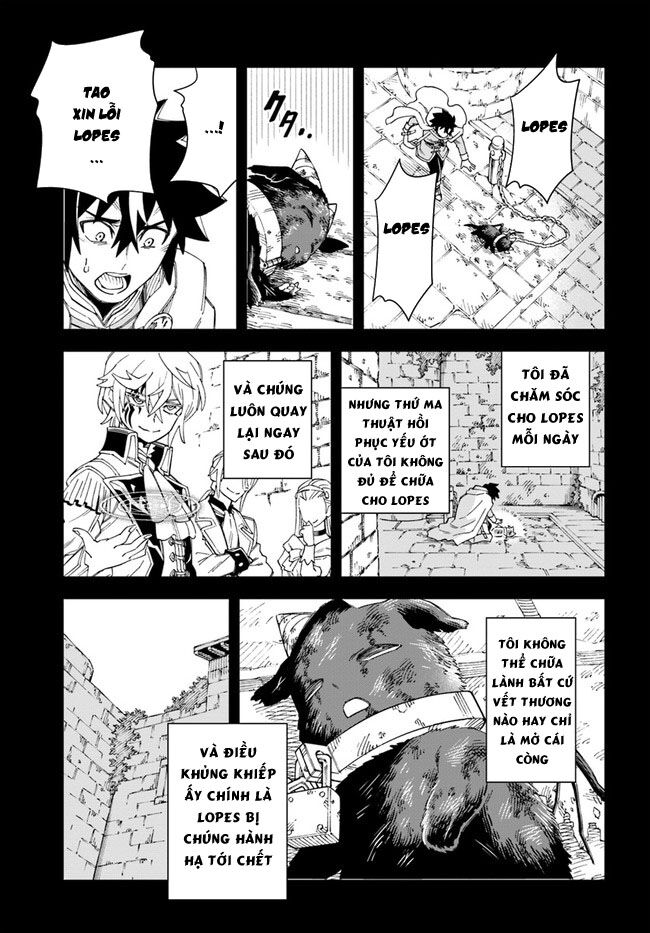 LOPES
LOPES
クタ..
...!
TAO
XIN LỖI
LOPES
...
TÔI ĐÃ
CHĂM SÓC
CHO LOPES
MỖI NGÀY
NHƯNG THỨ MA
THUẬT HỒI
PHỤC YẾU ỚT
CỦA TÔI KHÔNG
ĐỦ ĐỂ CHỮA
CHO LOPES
VÀ CHÚNG
LUÔN QUAY
LẠI NGAY
SAU ĐÓ
TÔI KHÔNG
THỂ CHỮA
LÀNH BẤT CỨ
VẾT THƯƠNG
NÀO HAY CHỈ
LÀ MỞ CÁI
CÒNG
VÀ ĐIỀU
KHỦNG KHIẾP
ẤY CHÍNH LÀ
LOPES BỊ
CHÚNG HÀNH
HẠ TỚI CHẾT